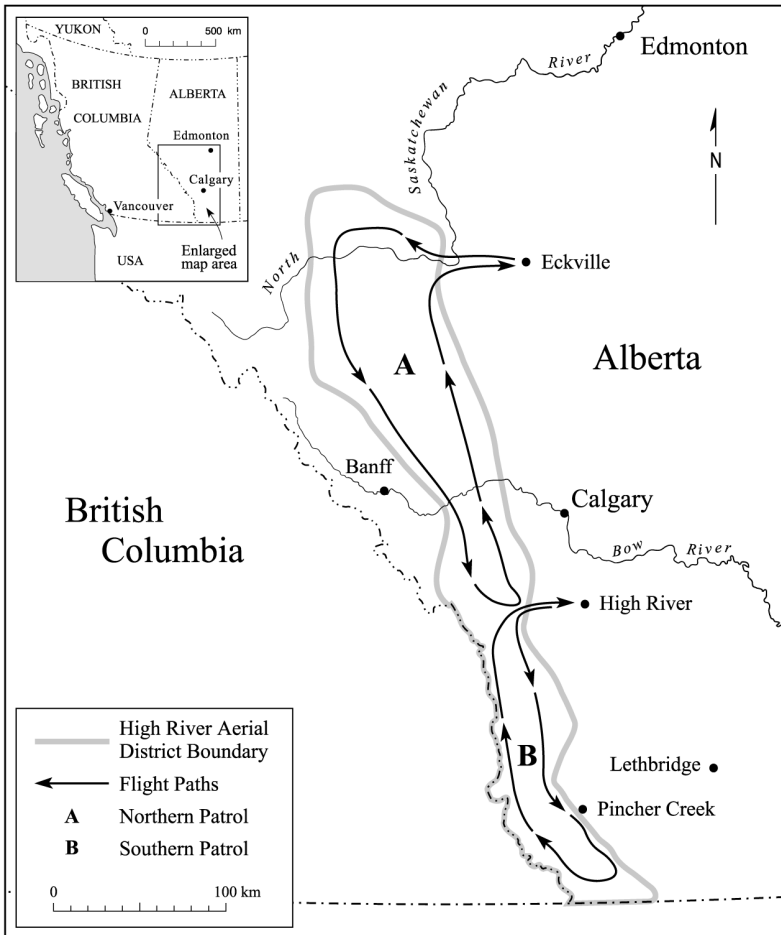 YUKON
0 500 km
BRITISH
COLUMBIA
ALBERTA
Edmonton
Calgary
Vancouver
USA
Enlarged
map area
Edmonton
River
Saskatchewan
North
N
Eckville
A
Alberta
Banff
British
Columbia
Calgary
Bow River
High River
B
Lethbridge
Pincher Creek
High River Aerial
District Boundary
Flight Paths
A Northern Patrol
B Southern Patrol
0 100 km